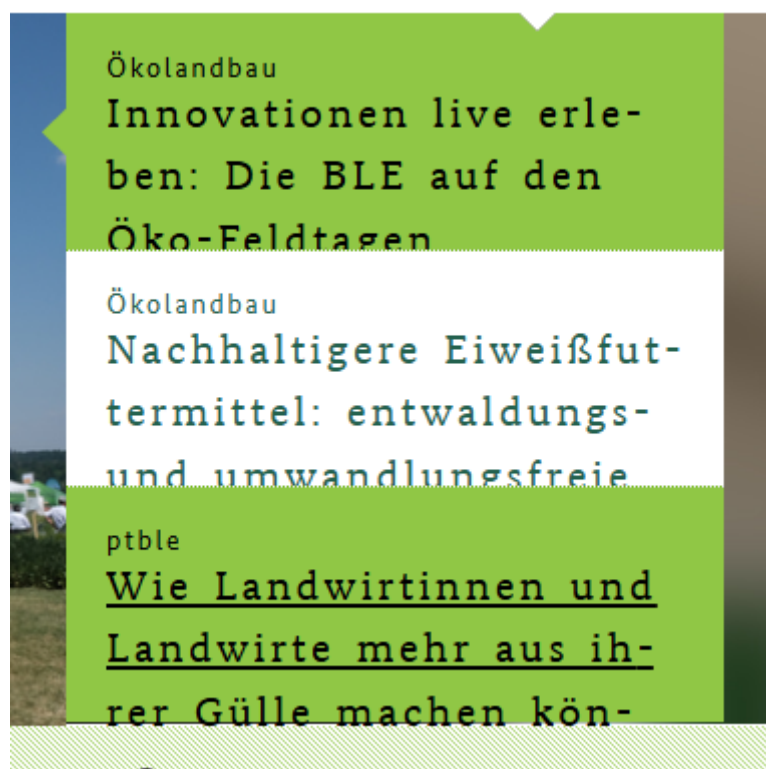 Ökolandbau
Innovationen live erle-
ben: Die BLE auf den
Öko-Feldtagen
Ökolandbau
Nachhaltigere Eiweißfut-
termittel: entwaldungs-
und umwandlungsfreie
ptble
Wie Landwirtinnen und
Landwirte mehr aus ih-
rer Gülle machen kön-